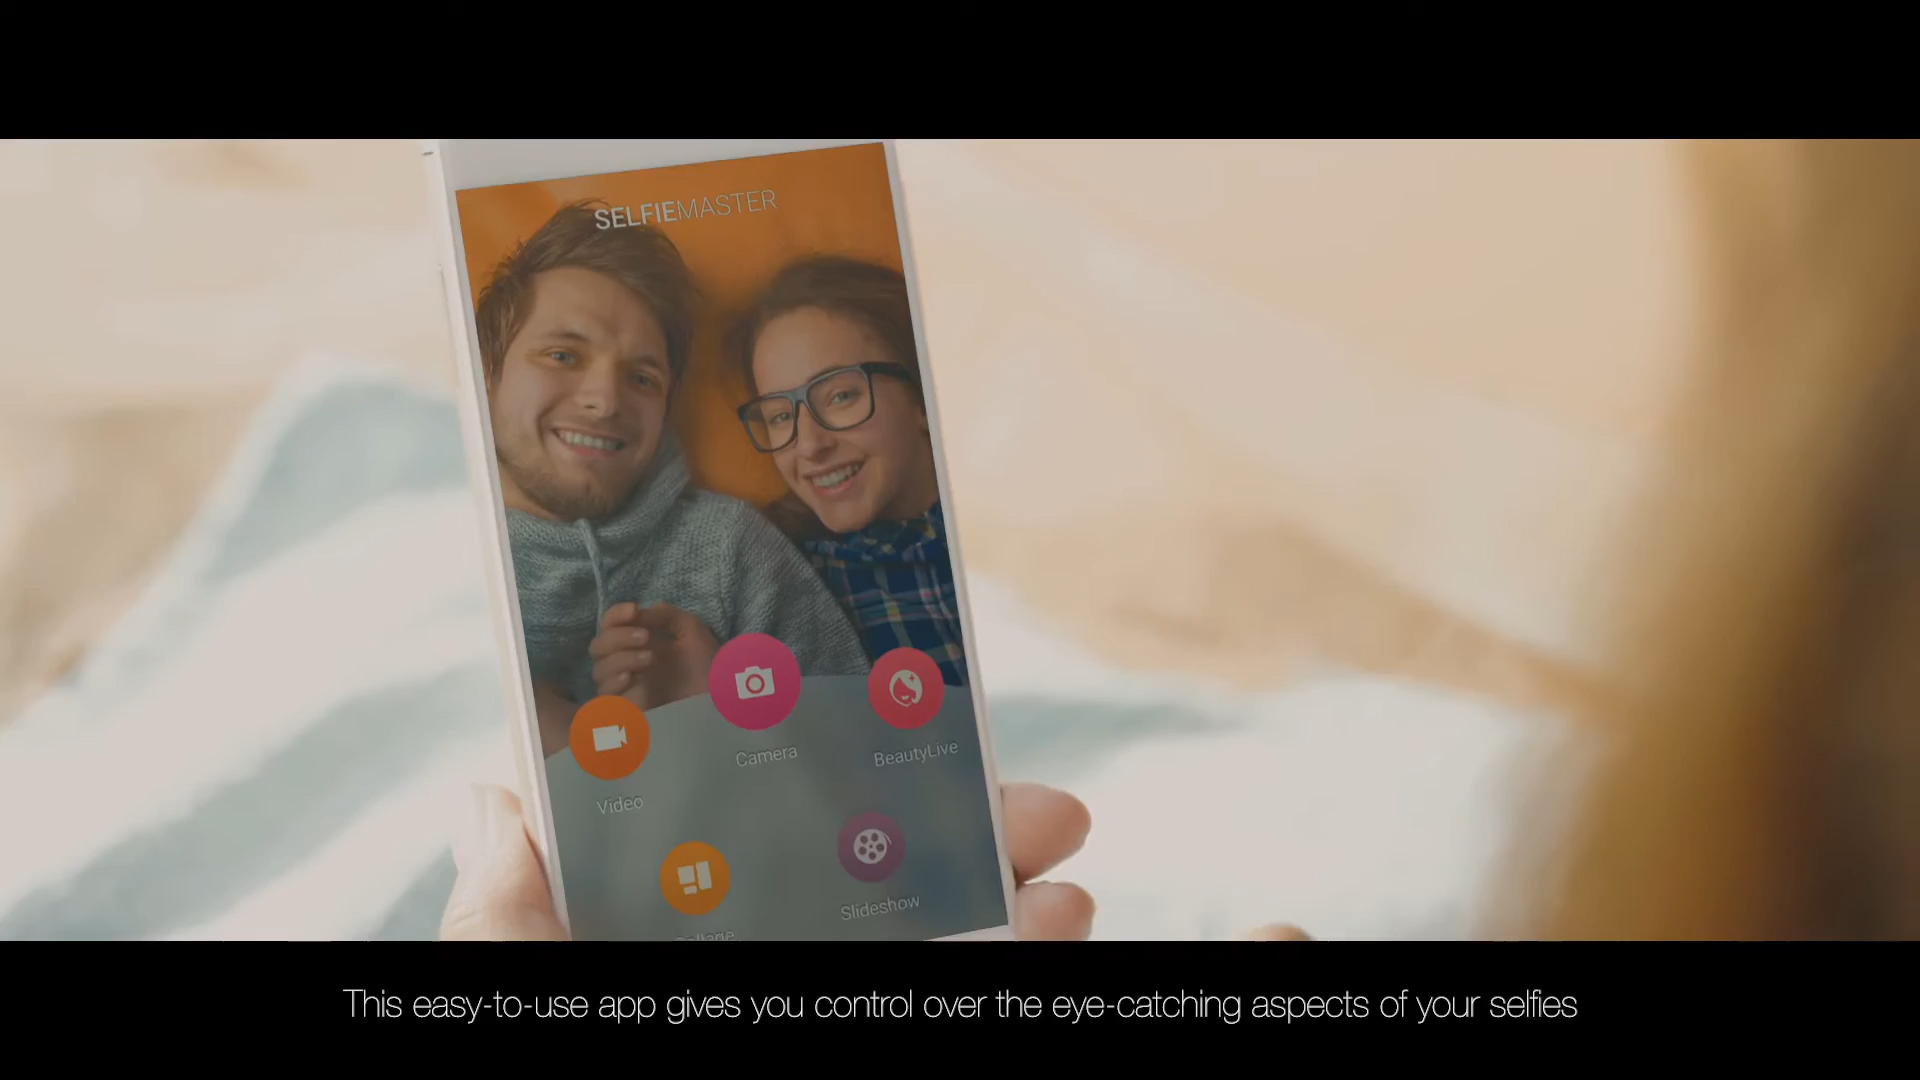 SELFIEMASTER
Camera
BeautyLive
Video
Slideshow
Collage
This easy-to-use app gives you control over the eye-catching aspects of your selfies